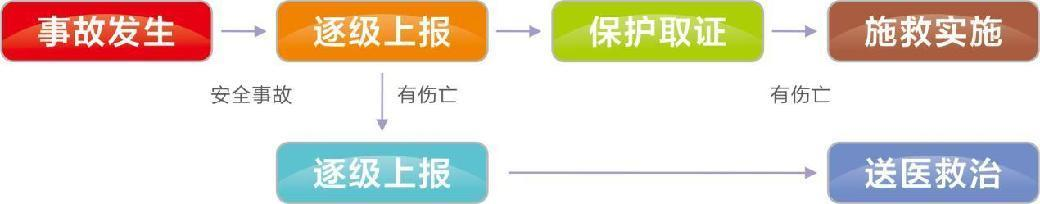 事故发生
逐级上报
保护取证
施救实施
安全事故
有伤亡
有伤亡
逐级上报
送医救治